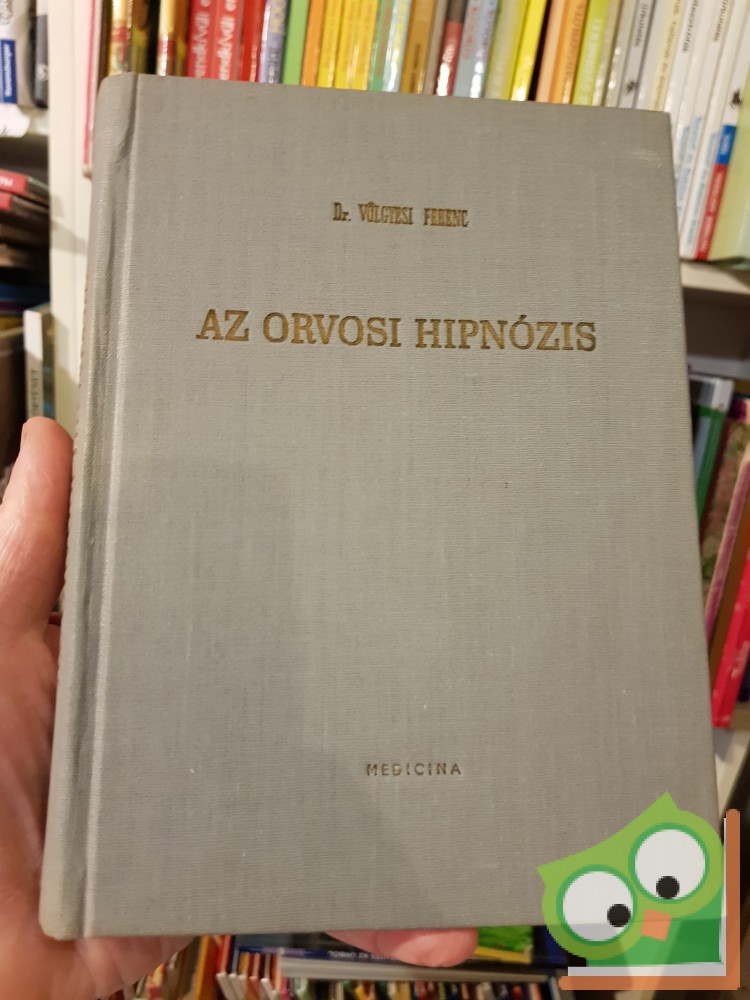 Dr. VÖLGYESI FERENC
AZ ORVOSI HIPNÓZIS
MEDICINA